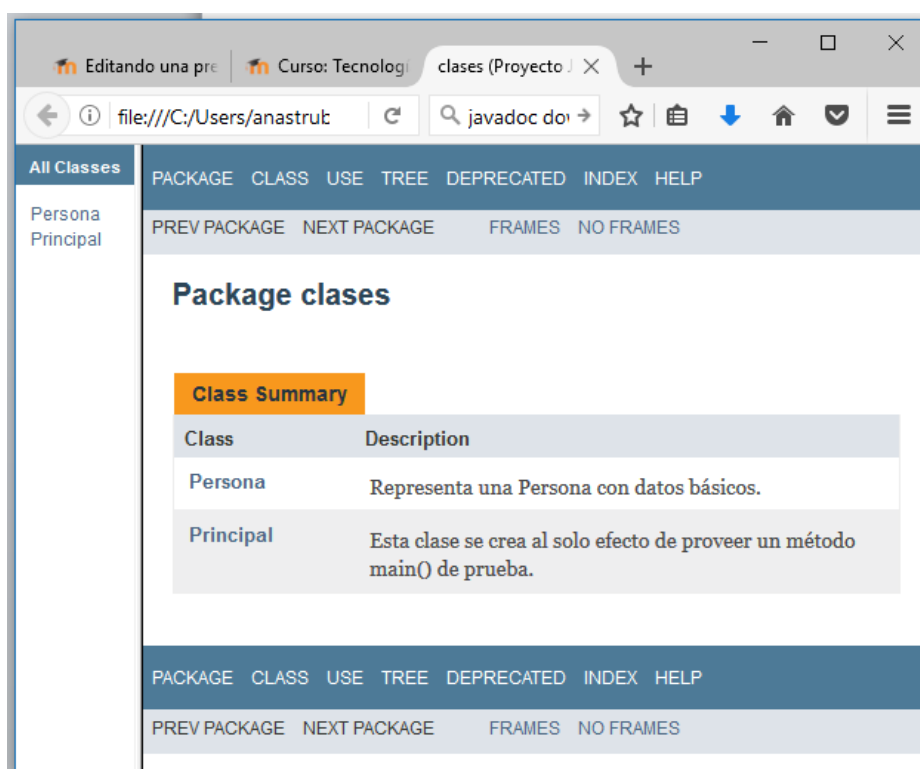 Editando una pre
Curso: Tecnologí
clases (Proyecto J
file:///C:/Users/anastrub
javadoc dov
All Classes
Persona
Principal
PACKAGE CLASS USE TREE DEPRECATED INDEX HELP
PREV PACKAGE NEXT PACKAGE FRAMES NO FRAMES
Package clases
Class Summary
Class Description
Persona Representa una Persona con datos básicos.
Principal Esta clase se crea al solo efecto de proveer un método
main() de prueba.
PACKAGE CLASS USE TREE DEPRECATED INDEX HELP
PREV PACKAGE NEXT PACKAGE FRAMES NO FRAMES